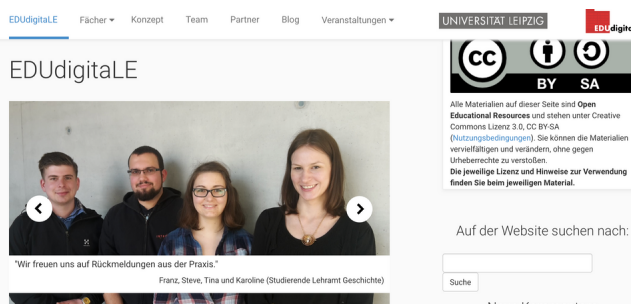 EDUdigitaLE Fächer Konzept Team Partner Blog Veranstaltungen UNIVERSITÄT LEIPZIG
EDUdigitaLE
"Wir freuen uns auf Rückmeldungen aus der Praxis."
Franz, Steve, Tina und Karoline (Studierende Lehramt Geschichte)
cc
BY SA
Alle Materialien auf dieser Seite sind Open
Educational Resources und stehen unter Creative
Commons Lizenz 3.0, CC BY-SA
(Nutzungsbedingungen). Sie können die Materialien
vervielfältigen und verändern, ohne gegen
Urheberrechte zu verstoßen.
Die jeweilige Lizenz und Hinweise zur Verwendung
finden Sie beim jeweiligen Material.
Auf der Website suchen nach:
Suche